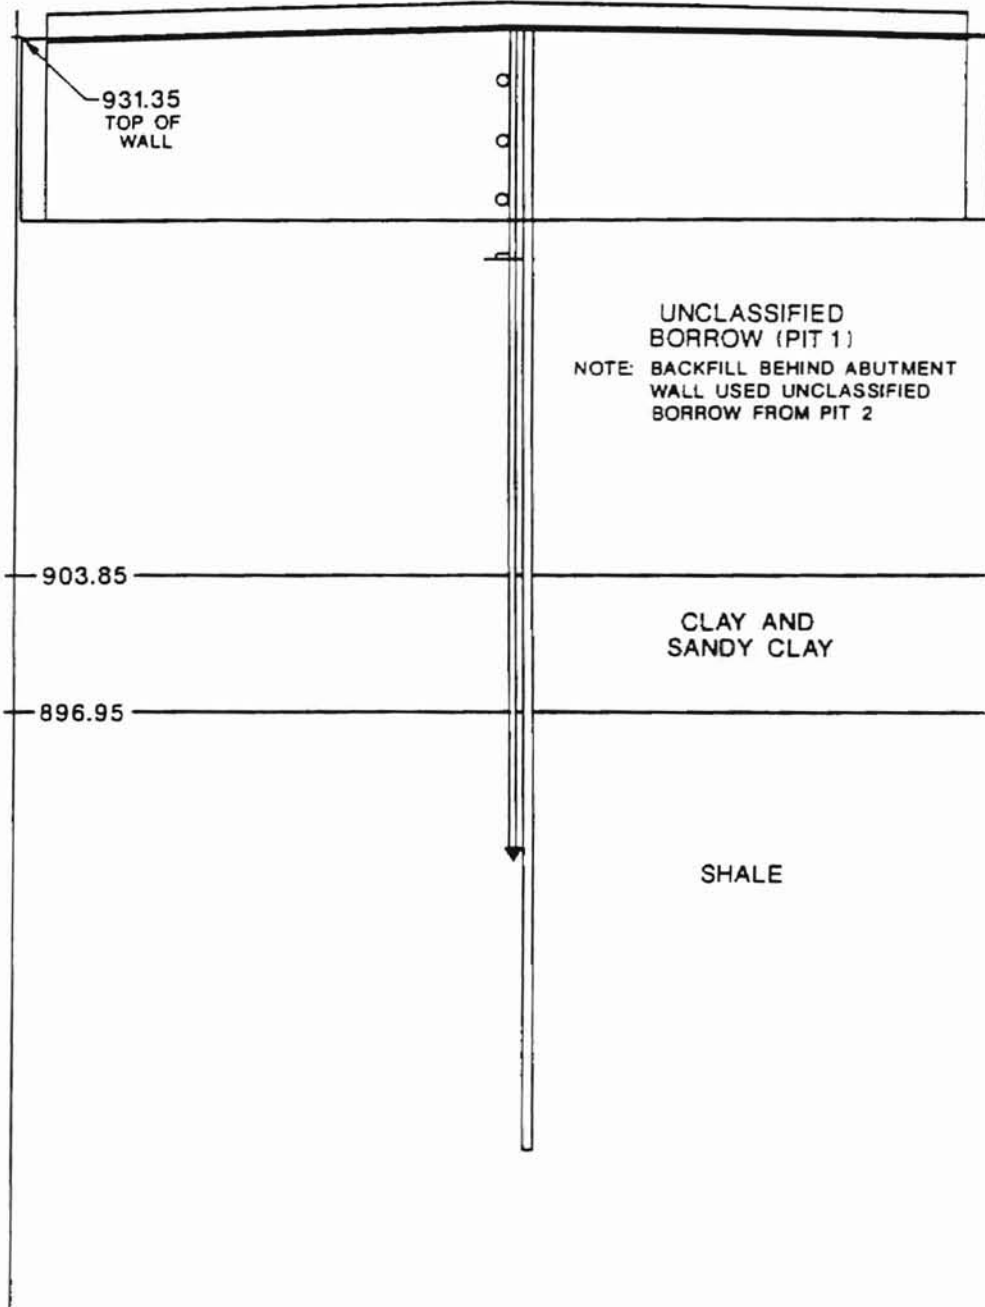 931.35
TOP OF
WALL
UNCLASSIFIED
BORROW (PIT 1)
NOTE: BACKFILL BEHIND ABUTMENT
WALL USED UNCLASSIFIED
BORROW FROM PIT 2
903.85
CLAY AND
SANDY CLAY
896.95
SHALE